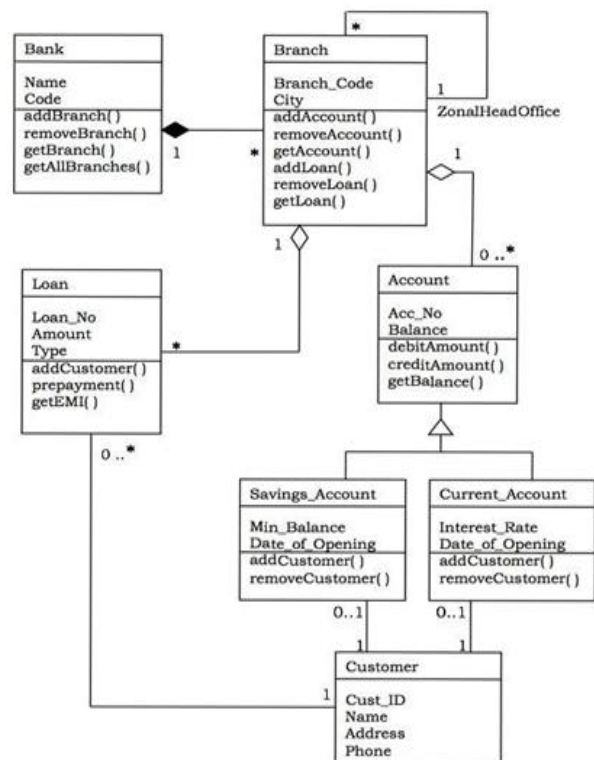 Bank
Name
Code
addBranch()
removeBranch()
getBranch()
getAllBranches()
1
*
Branch
Branch_Code
City
addAccount()
removeAccount()
getAccount()
addLoan()
removeLoan()
getLoan()
*
1
ZonalHeadOffice
1
0..*
1
*
Loan
Loan_No
Amount
Type
addCustomer()
prepayment()
getEMI()
0..*
Account
Acc_No
Balance
debitAmount()
creditAmount()
getBalance()
Savings_Account
Min_Balance
Date_of_Opening
addCustomer()
removeCustomer()
0..1
1
Current_Account
Interest_Rate
Date_of_Opening
addCustomer()
removeCustomer()
0..1
1
1
Customer
Cust_ID
Name
Address
Phone